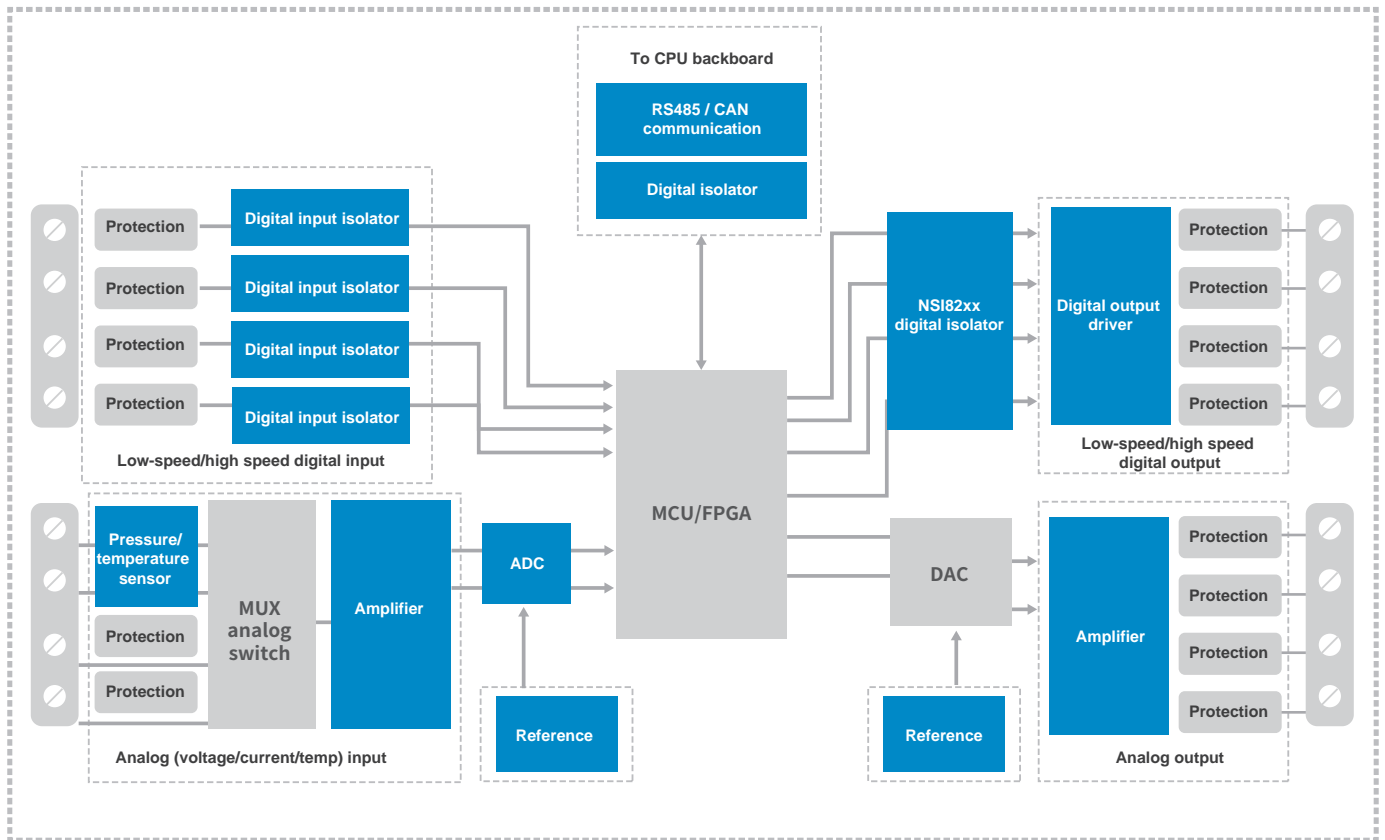 To CPU backboard
RS485 / CAN
communication
Digital isolator
Protection
Digital input isolator
Protection
Digital input isolator
Protection
Digital input isolator
Protection
Digital input isolator
Low-speed/high speed digital input
NSI82xx
digital isolator
Digital output
driver
Protection
Protection
Protection
Protection
Low-speed/high speed
digital output
MCU/FPGA
Pressure/
temperature
sensor
Protection
Protection
MUX
analog
switch
Amplifier
Analog (voltage/current/temp) input
ADC
Reference
DAC
Reference
Amplifier
Protection
Protection
Protection
Protection
Analog output